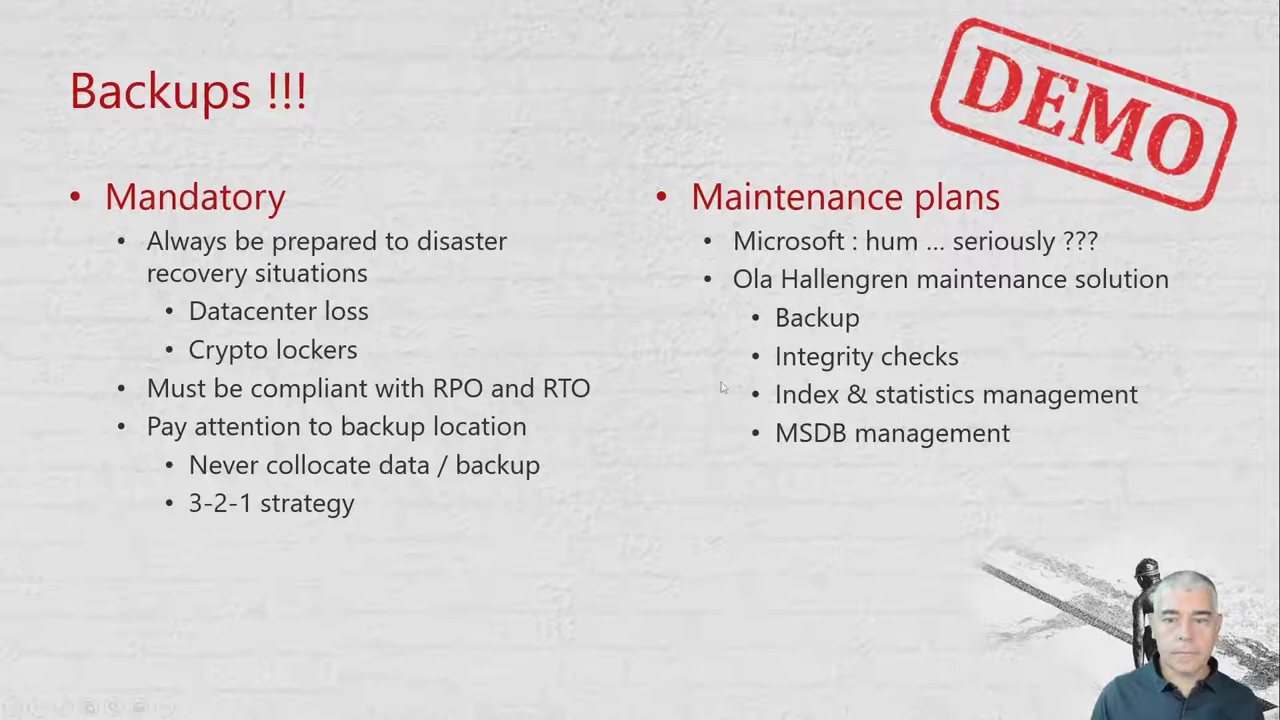 Backups !!!
DEMO
• Mandatory
• Always be prepared to disaster
recovery situations
• Datacenter loss
• Crypto lockers
• Must be compliant with RPO and RTO
• Pay attention to backup location
• Never collocate data / backup
• 3-2-1 strategy
• Maintenance plans
• Microsoft : hum ... seriously ???
• Ola Hallengren maintenance solution
• Backup
• Integrity checks
• Index & statistics management
• MSDB management